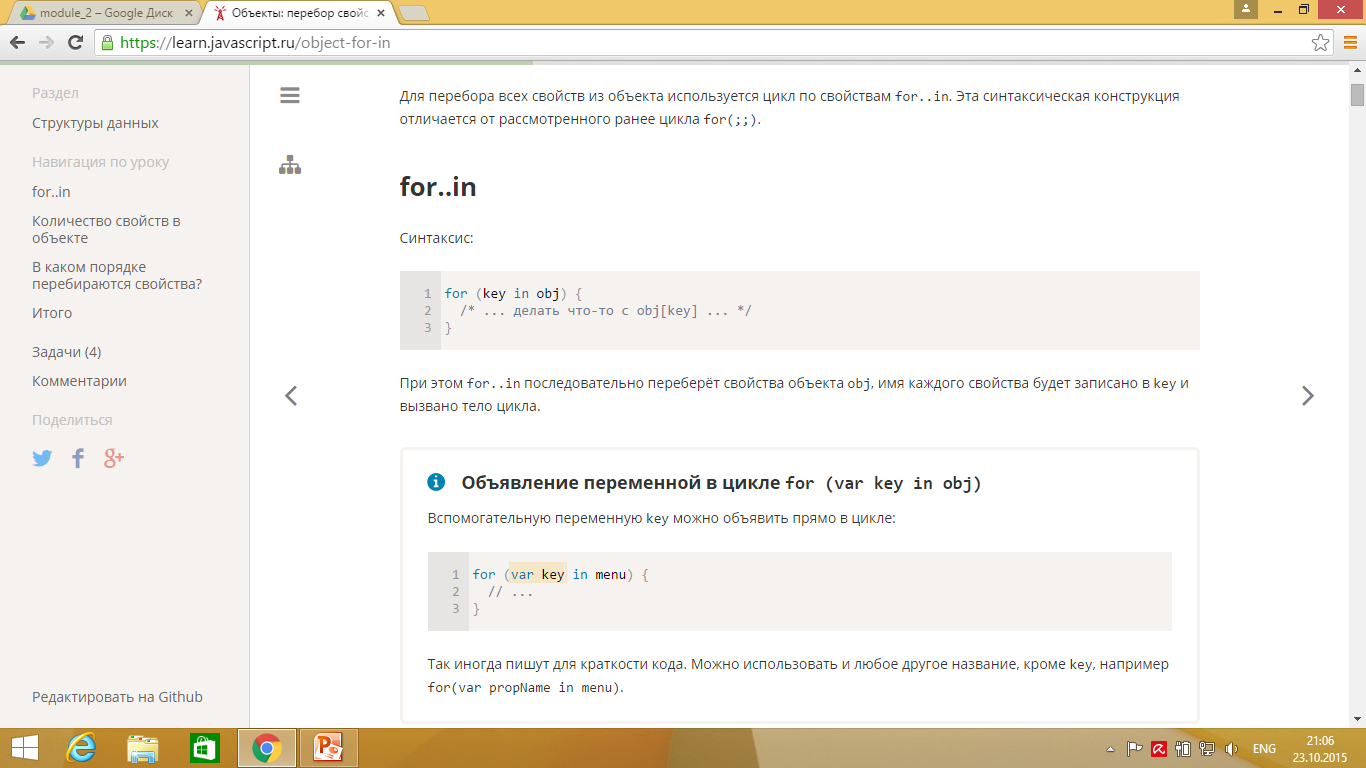 module_2 – Google Диск
Объекты: перебор свойс
https://learn.javascript.ru/object-for-in
Раздел
Структуры данных
Навигация по уроку
for..in
Количество свойств в
объекте
В каком порядке
перебираются свойства?
Итого
Задачи (4)
Комментарии
Поделиться
Редактировать на Github
Для перебора всех свойств из объекта используется цикл по свойствам for..in. Эта синтаксическая конструкция
отличается от рассмотренного ранее цикла for(;;).
for..in
Синтаксис:
1 for (key in obj) {
2 /* ... делать что-то с obj[key] ... */
3 }
При этом for..in последовательно переберёт свойства объекта obj, имя каждого свойства будет записано в key и
вызвано тело цикла.
Объявление переменной в цикле for (var key in obj)
Вспомогательную переменную key можно объявить прямо в цикле:
1 for (var key in menu) {
2 // ...
3 }
Так иногда пишут для краткости кода. Можно использовать и любое другое название, кроме key, например
for(var propName in menu).
ENG
21:06
23.10.2015